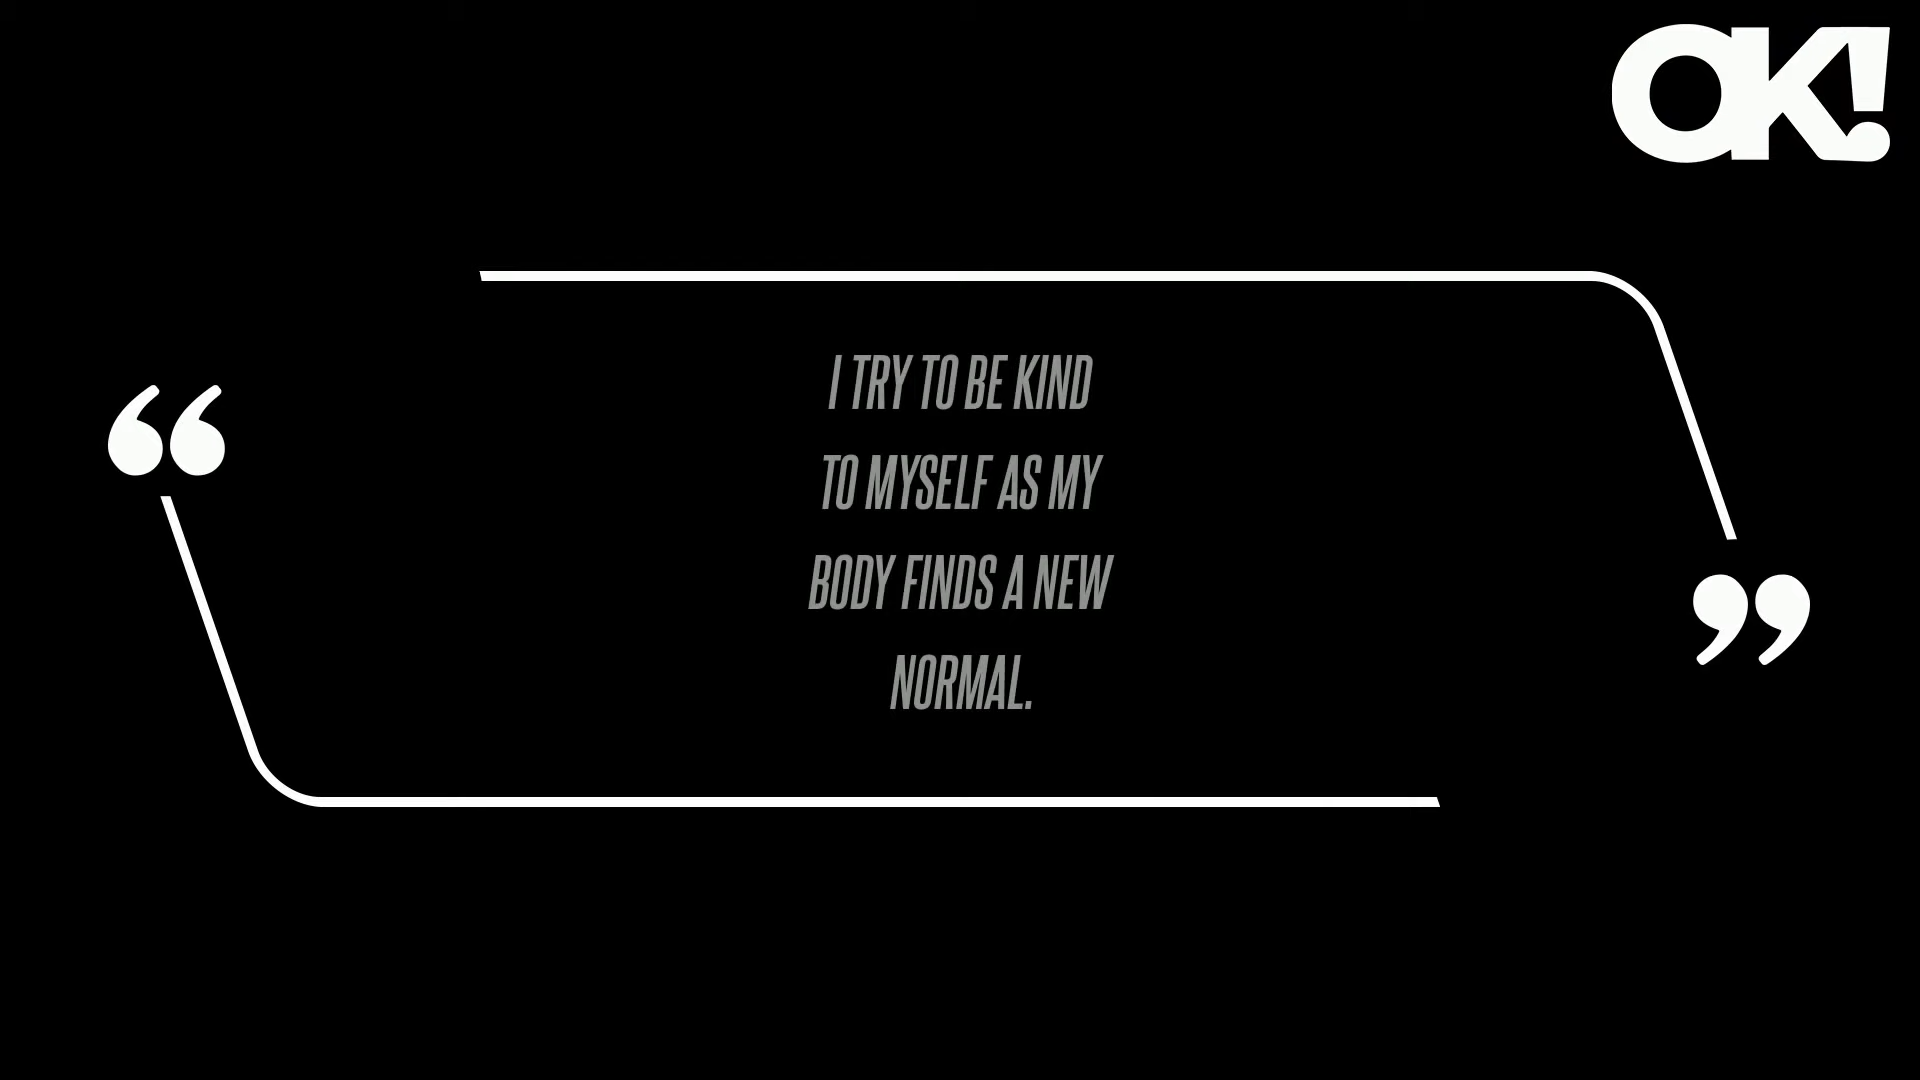 OK!
“
I TRY TO BE KIND
TO MYSELF AS MY
BODY FINDS A NEW
NORMAL.
”